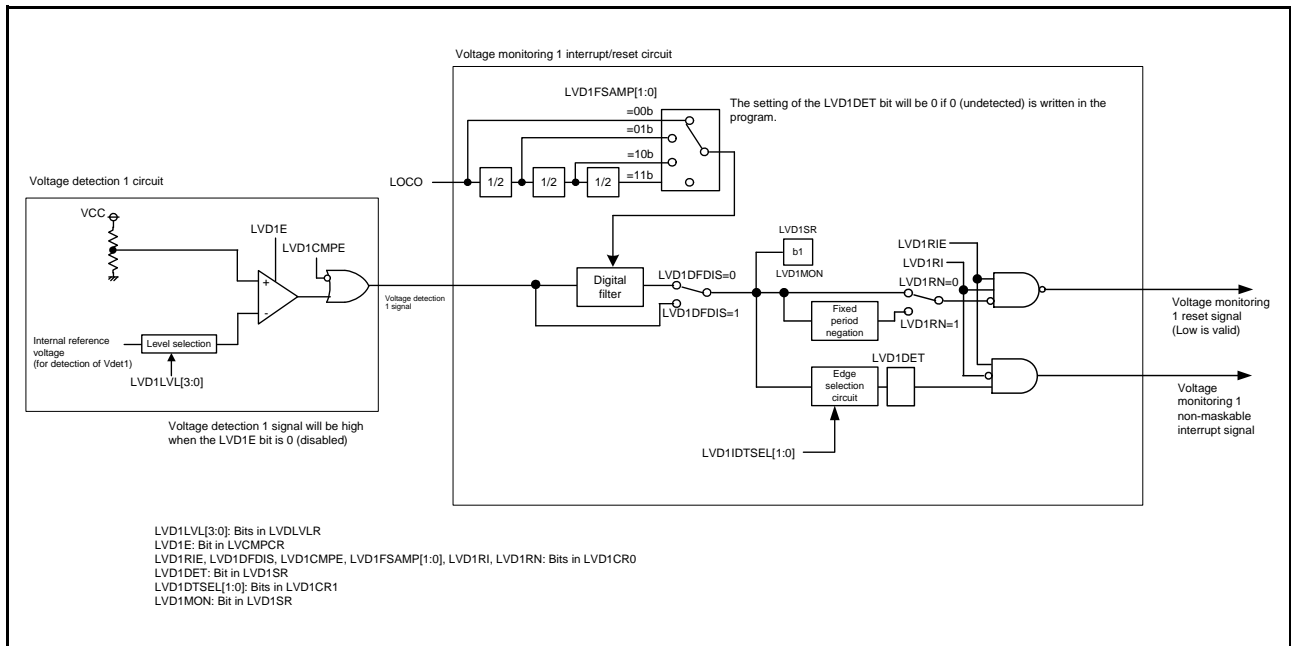 Voltage monitoring 1 interrupt/reset circuit
LVD1FSAMP[1:0]
The setting of the LVD1DET bit will be 0 if 0 (undetected) is written in the
program.
=00b
=01b
=10b
=11b
LOCO
1/2
1/2
1/2
Voltage detection 1 circuit
VCC
LVD1E
LVD1CMPE
+
-
Internal reference
voltage
(for detection of Vdet1)
Level selection
LVD1LVL[3:0]
Voltage detection
1 signal
Voltage detection 1 signal will be high
when the LVD1E bit is 0 (disabled)
Digital
filter
LVD1DFDIS=0
LVD1DFDIS=1
LVD1SR
b1
LVD1MON
LVD1RIE
LVD1RI
LVD1RN=0
LVD1RN=1
Fixed
period
negation
LVD1DET
Edge
selection
circuit
LVD1IDTSEL[1:0]
Voltage monitoring
1 reset signal
(Low is valid)
Voltage
monitoring 1
non-maskable
interrupt signal
LVD1LVL[3:0]: Bits in LVDLVLR
LVD1E: Bit in LVCMPCR
LVD1RIE, LVD1DFDIS, LVD1CMPE, LVD1FSAMP[1:0], LVD1RI, LVD1RN: Bits in LVD1CR0
LVD1DET: Bit in LVD1SR
LVD1DTSEL[1:0]: Bits in LVD1CR1
LVD1MON: Bit in LVD1SR